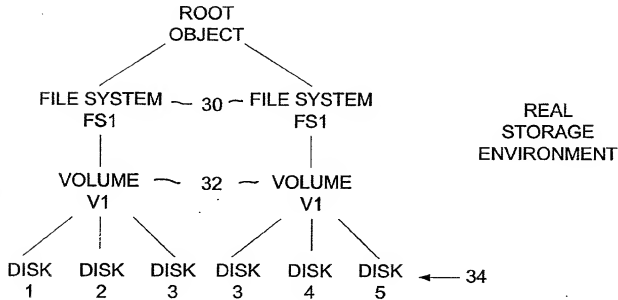 ROOT
OBJECT
FILE SYSTEM 30 FILE SYSTEM
FS1 FS1
REAL
STORAGE
ENVIRONMENT
VOLUME 32 VOLUME
V1 V1
DISK DISK DISK DISK DISK DISK 34
1 2 3 3 4 5